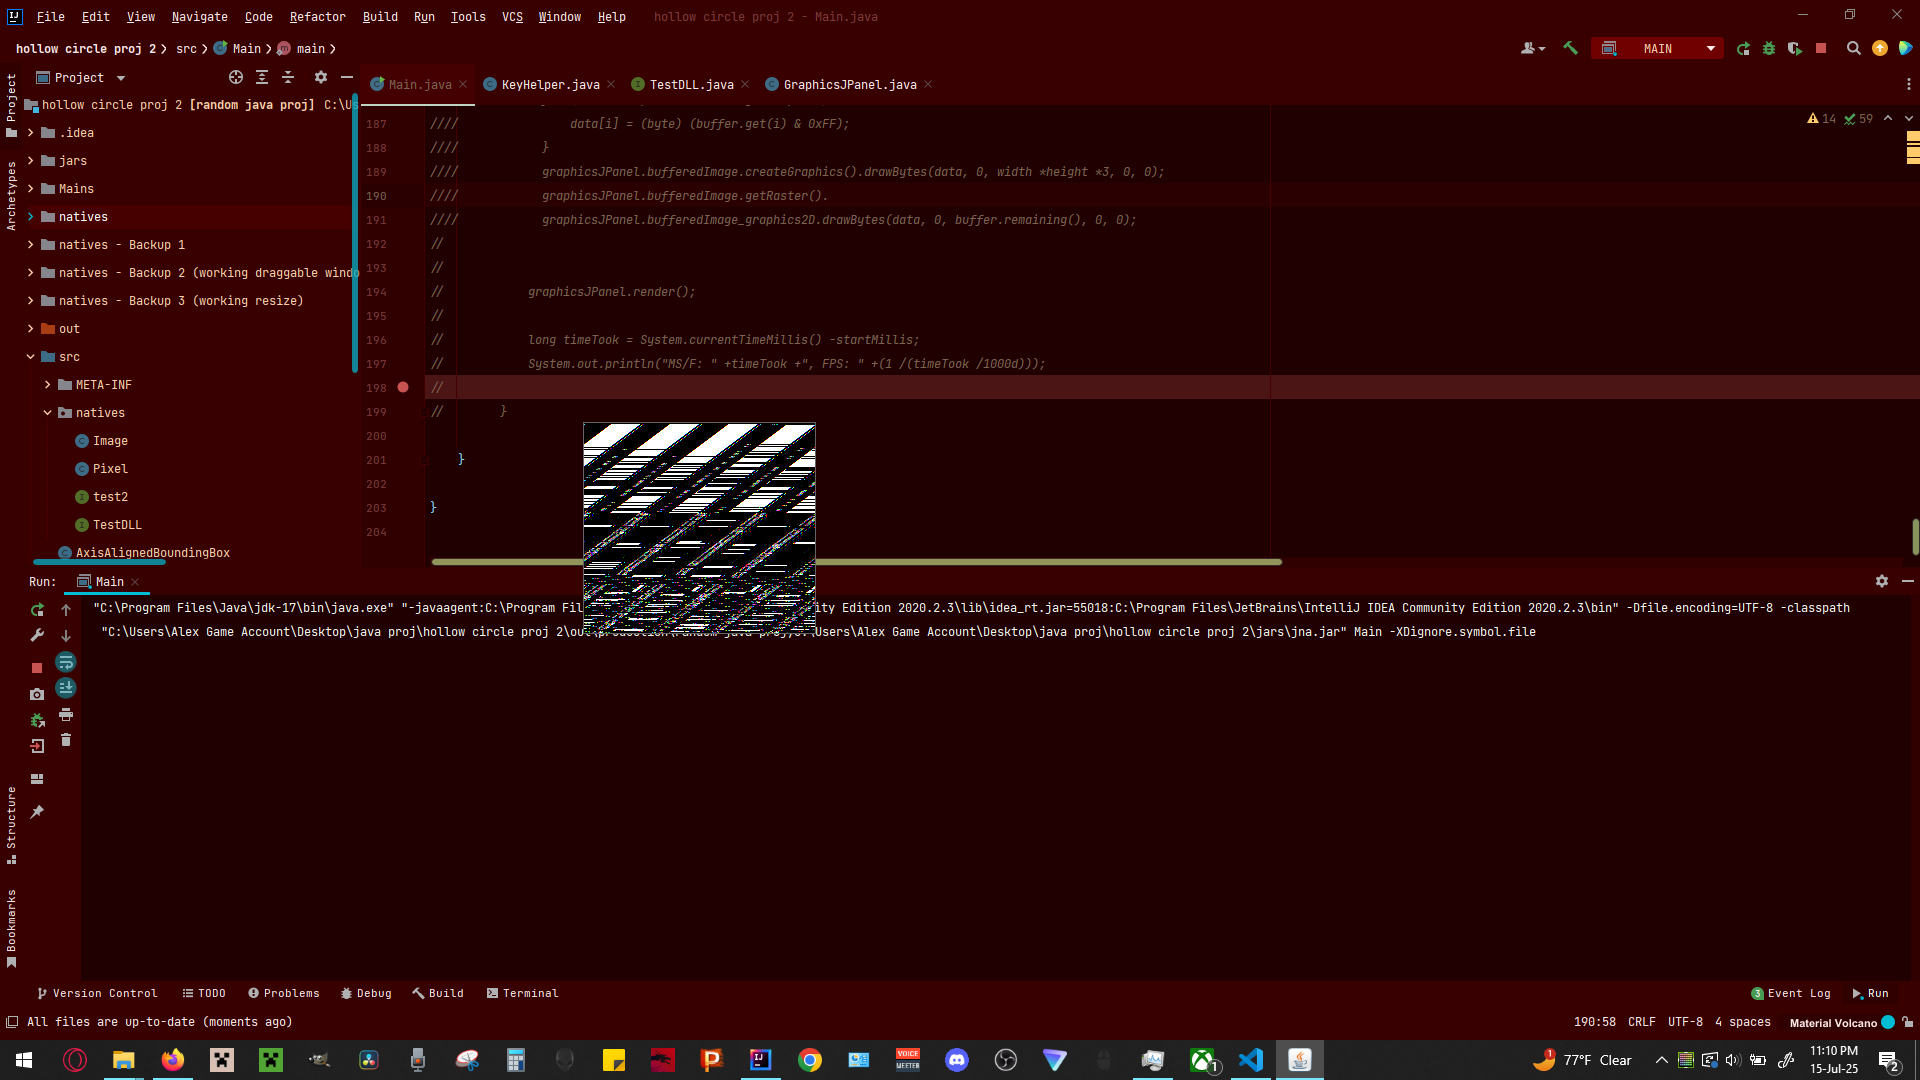 File Edit View Navigate Code Refactor Build Run Tools VCS Window Help hollow circle proj 2 - Main.java
hollow circle proj 2 src Main main MAIN
Project
Main.java KeyHelper.java TestDLL.java GraphicsJPanel.java
Project
Archetypes
hollow circle proj 2 [random java proj] C:\Us
.idea
jars
Mains
natives
natives - Backup 1
natives - Backup 2 (working draggable windo
natives - Backup 3 (working resize)
out
src
META-INF
natives
Image
Pixel
test2
TestDLL
AxisAlignedBoundingBox
14 59
187 //// data[i] = (byte) (buffer.get(i) & 0xFF);
188 //// }
189 //// graphicsJPanel.bufferedImage.createGraphics().drawBytes(data, 0, width *height *3, 0, 0);
190 //// graphicsJPanel.bufferedImage.getRaster().
191 //// graphicsJPanel.bufferedImage_graphics2D.drawBytes(data, 0, buffer.remaining(), 0, 0);
192 //
193 //
194 // graphicsJPanel.render();
195 //
196 // long timeTook = System.currentTimeMillis() -startMillis;
197 // System.out.println("MS/F: " +timeTook +", FPS: " +(1 /(timeTook /1000d)));
198 //
199 // }
200
201 }
202
203 }
204
Run: Main
"C:\Program Files\Java\jdk-17\bin\java.exe" "-javaagent:C:\Program Fil ity Edition 2020.2.3\lib\idea_rt.jar=55018:C:\Program Files\JetBrains\IntelliJ IDEA Community Edition 2020.2.3\bin" -Dfile.encoding=UTF-8 -classpath
"C:\Users\Alex Game Account\Desktop\java proj\hollow circle proj 2\ou Users\Alex Game Account\Desktop\java proj\hollow circle proj 2\jars\jna.jar" Main -XDignore.symbol.file
Structure
Bookmarks
Version Control TODO Problems Debug Build Terminal 3 Event Log Run
All files are up-to-date (moments ago) 190:58 CRLF UTF-8 4 spaces Material Volcano
VOICE
MEETER
1
1 77°F Clear
11:10 PM
15-Jul-25
2